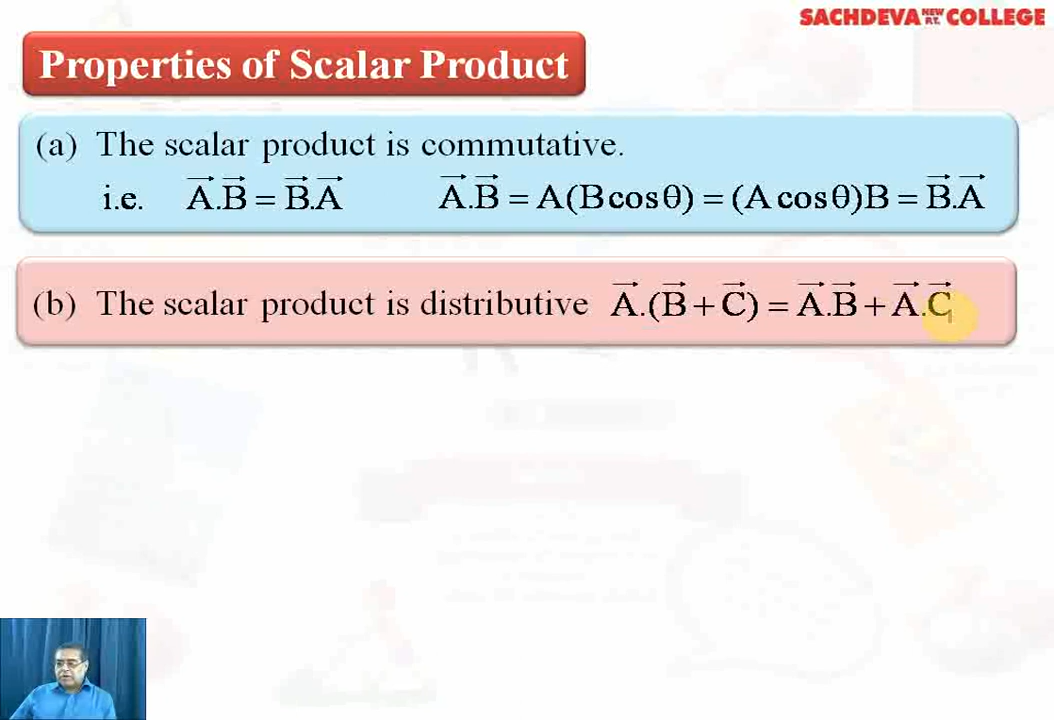 SACHDEVA NEW P.T. COLLEGE
Properties of Scalar Product
(a) The scalar product is commutative.
i.e. A⃗.B⃗ = B⃗.A⃗ A⃗.B⃗ = A(B cos θ) = (A cos θ)B = B⃗.A⃗
(b) The scalar product is distributive A⃗.(B⃗ + C⃗) = A⃗.B⃗ + A⃗.C⃗